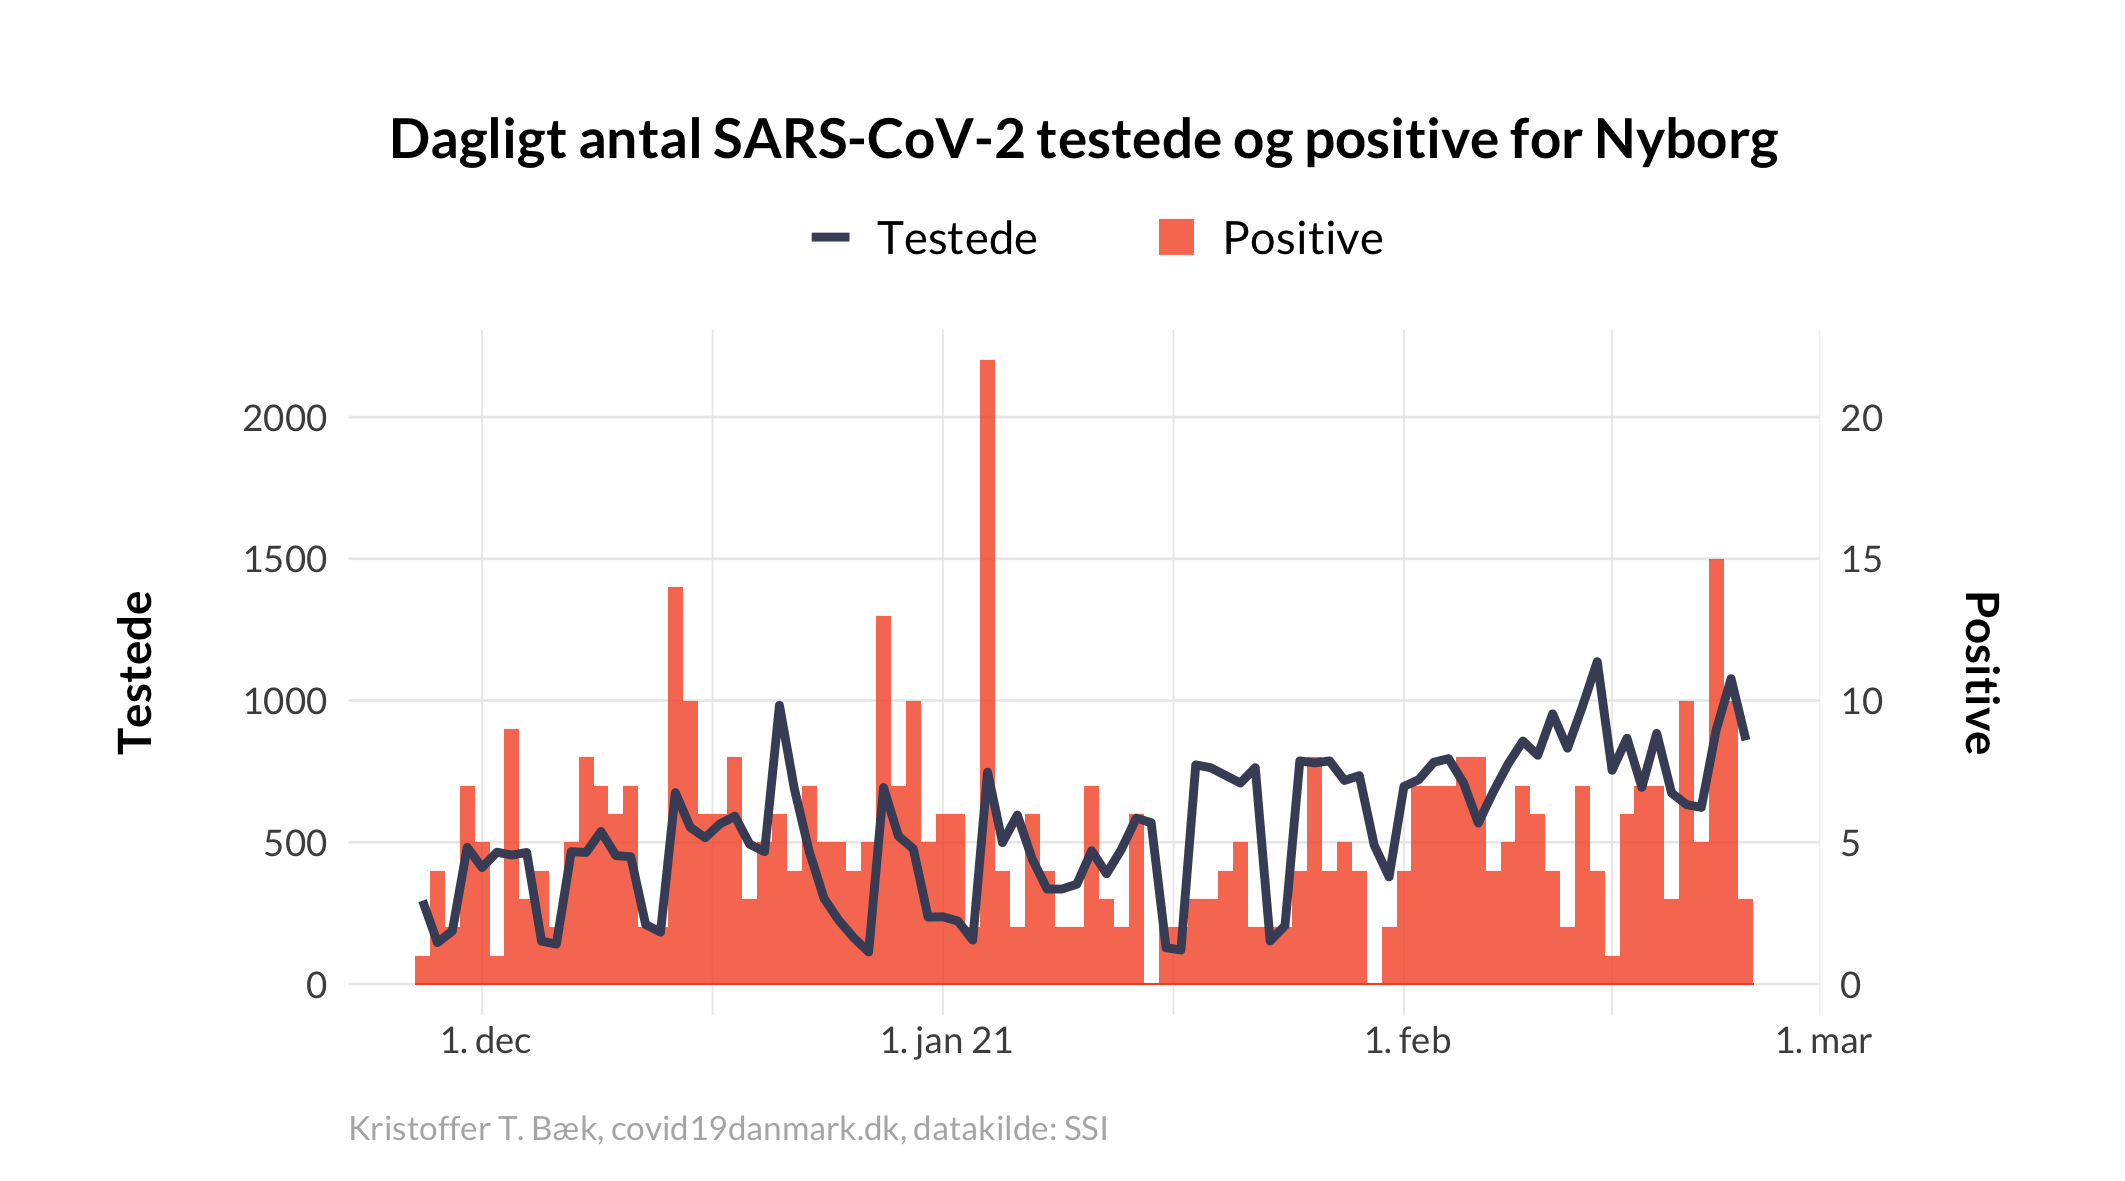 Dagligt antal SARS-CoV-2 testede og positive for Nyborg
Testede
Positive
2000
1500
1000
500
0
20
15
10
5
0
Testede
Positive
1. dec
1. jan 21
1. feb
1. mar
Kristoffer T. Bæk, covid19danmark.dk, datakilde: SSI